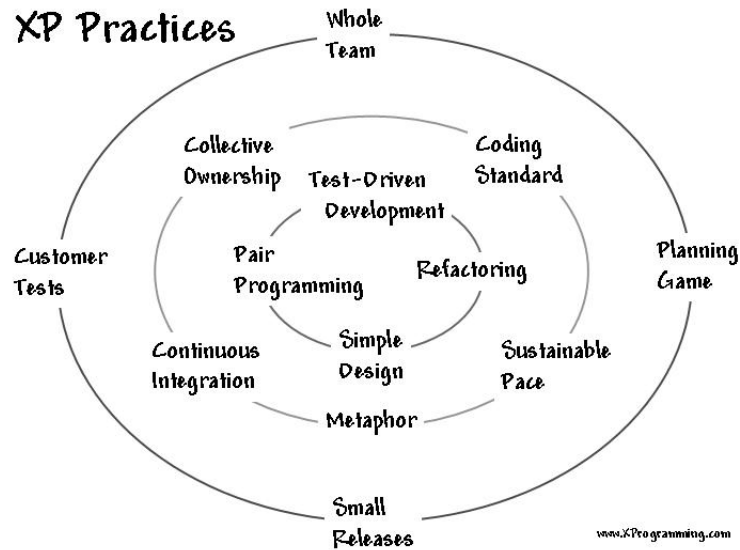 XP Practices
Whole
Team
Collective
Ownership
Coding
Standard
Test-Driven
Development
Customer
Tests
Pair
Programming
Refactoring
Planning
Game
Simple
Design
Continuous
Integration
Sustainable
Pace
Metaphor
Small
Releases
www.XProgramming.com